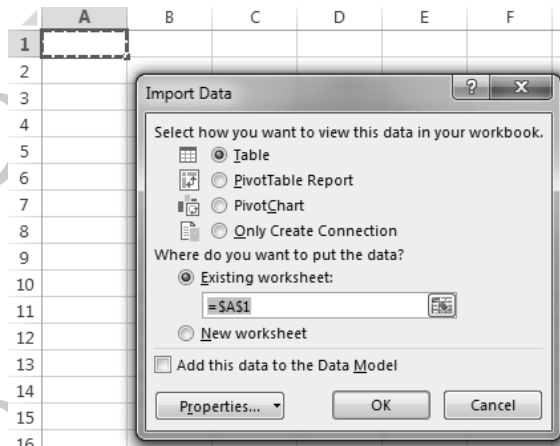 A B C D E F
1
2
3
4
5
6
7
8
9
10
11
12
13
14
15
16
Import Data
?
X
Select how you want to view this data in your workbook.
Table
PivotTable Report
PivotChart
Only Create Connection
Where do you want to put the data?
Existing worksheet:
=$A$1
New worksheet
Add this data to the Data Model
Properties...
OK
Cancel